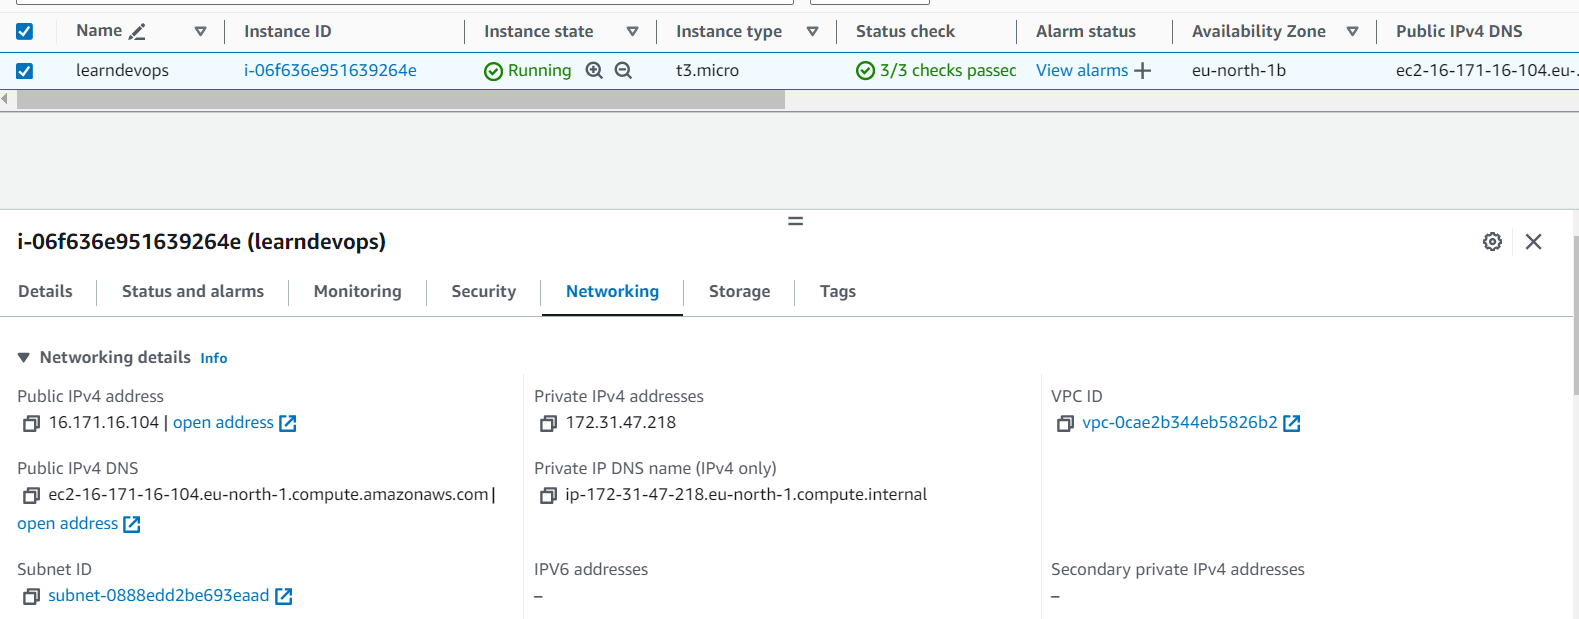 Name Instance ID Instance state Instance type Status check Alarm status Availability Zone Public IPv4 DNS
learndevops i-06f636e951639264e Running t3.micro 3/3 checks passec View alarms + eu-north-1b ec2-16-171-16-104.eu-.
i-06f636e951639264e (learndevops)
Details Status and alarms Monitoring Security Networking Storage Tags
Networking details Info
Public IPv4 address Private IPv4 addresses VPC ID
16.171.16.104 | open address 172.31.47.218 vpc-0cae2b344eb5826b2
Public IPv4 DNS Private IP DNS name (IPv4 only)
ec2-16-171-16-104.eu-north-1.compute.amazonaws.com | ip-172-31-47-218.eu-north-1.compute.internal
open address
Subnet ID IPV6 addresses Secondary private IPv4 addresses
subnet-0888edd2be693eaad – –